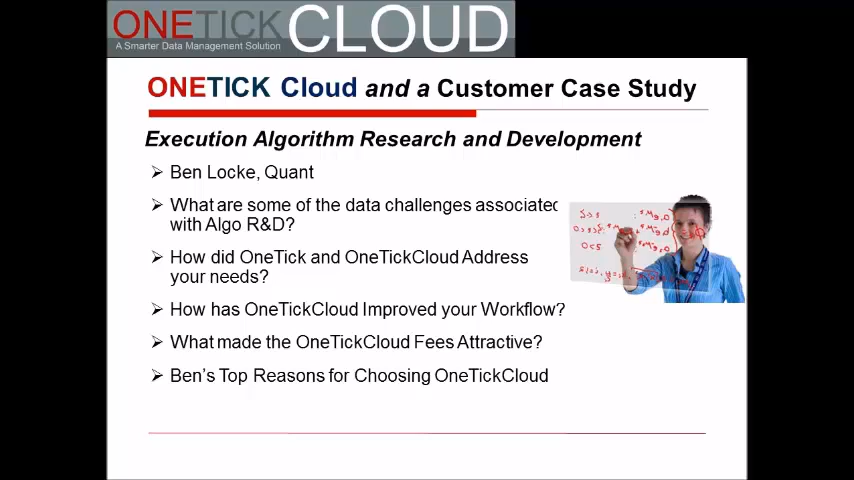 ONETICK CLOUD
A Smarter Data Management Solution
ONETICK Cloud and a Customer Case Study
Execution Algorithm Research and Development
Ben Locke, Quant
What are some of the data challenges associated
with Algo R&D?
How did OneTick and OneTickCloud Address
your needs?
How has OneTickCloud Improved your Workflow?
What made the OneTickCloud Fees Attractive?
Ben's Top Reasons for Choosing OneTickCloud